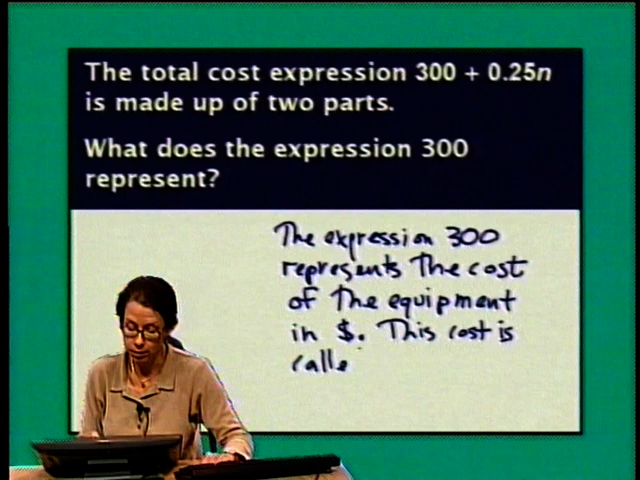 The total cost expression 300 + 0.25n
is made up of two parts.
What does the expression 300
represent?
The expression 300
represents the cost
of the equipment
in $. This cost is
calle